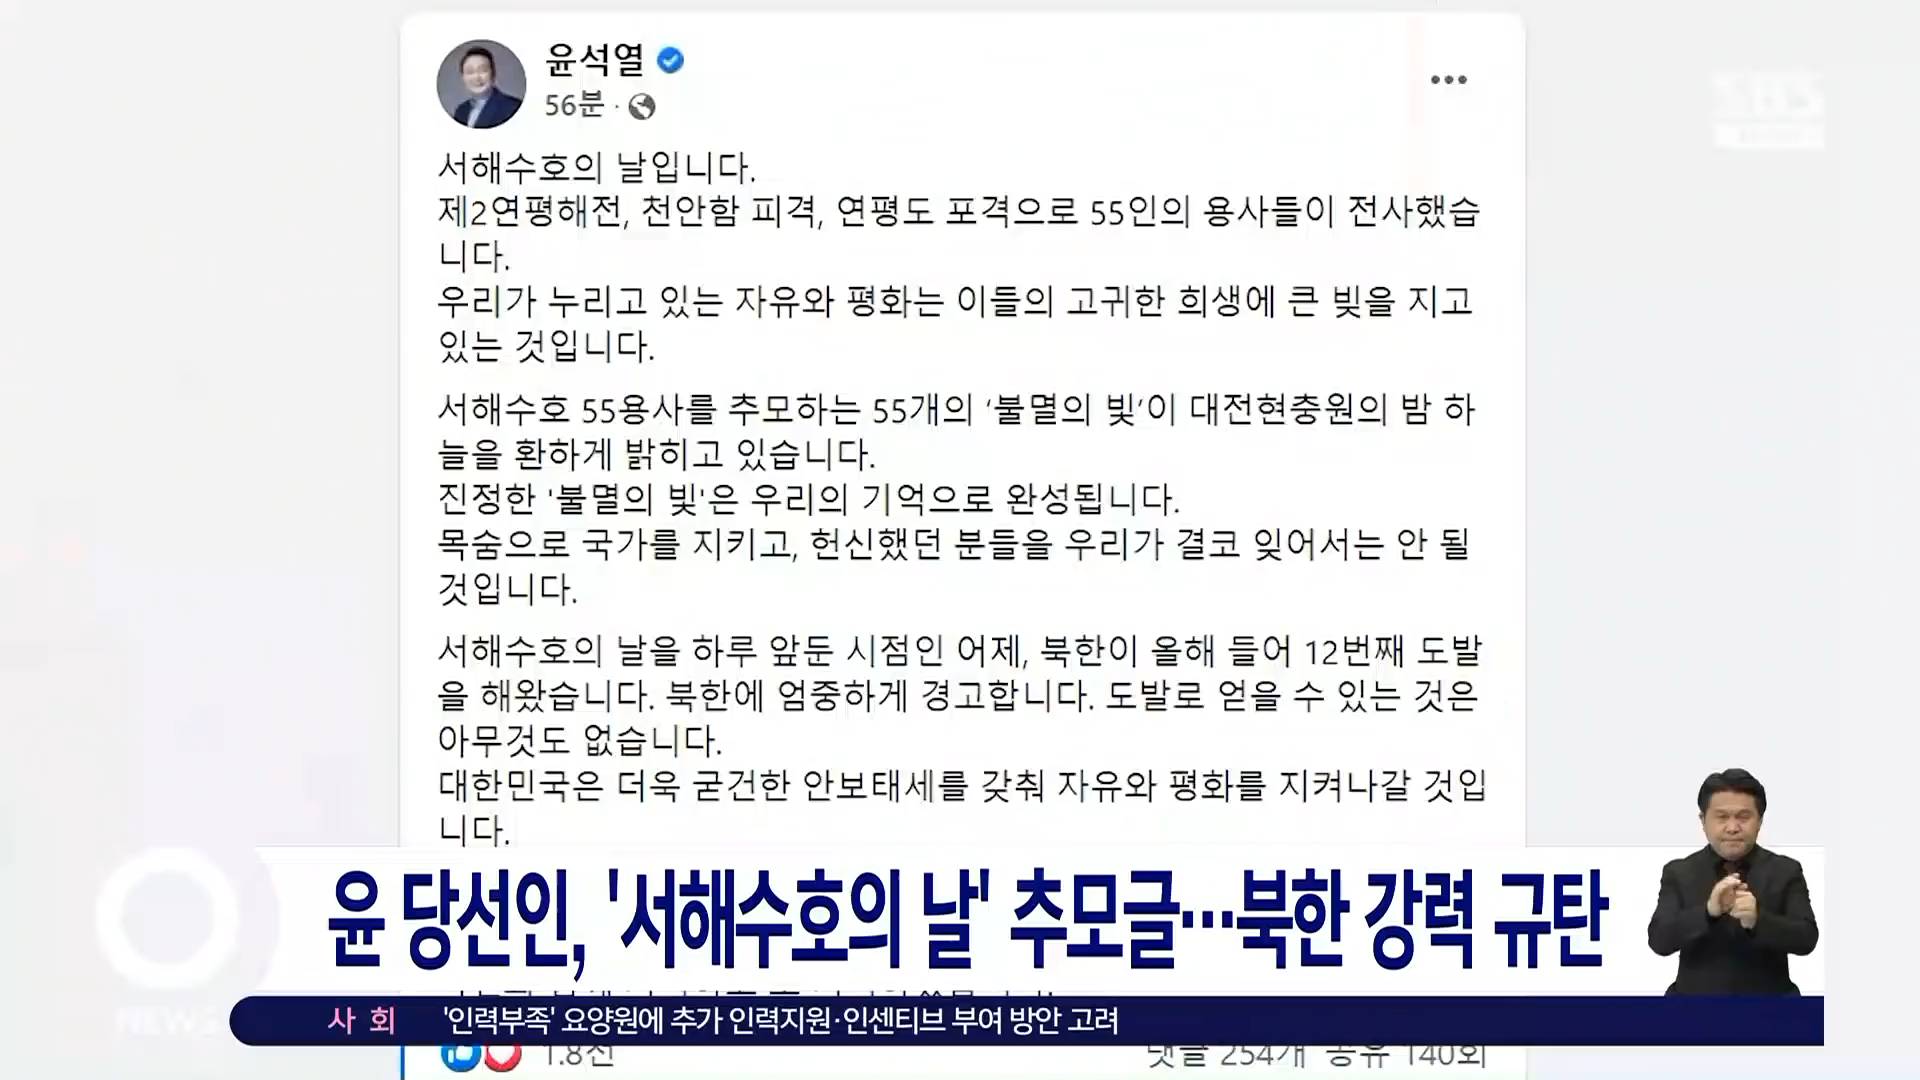 윤석열
56분 ·
SBS
서해수호의 날입니다.
제2연평해전, 천안함 피격, 연평도 포격으로 55인의 용사들이 전사했습
니다.
우리가 누리고 있는 자유와 평화는 이들의 고귀한 희생에 큰 빚을 지고
있는 것입니다.
서해수호 55용사를 추모하는 55개의 ‘불멸의 빛’이 대전현충원의 밤 하
늘을 환하게 밝히고 있습니다.
진정한 '불멸의 빛'은 우리의 기억으로 완성됩니다.
목숨으로 국가를 지키고, 헌신했던 분들을 우리가 결코 잊어서는 안 될
것입니다.
서해수호의 날을 하루 앞둔 시점인 어제, 북한이 올해 들어 12번째 도발
을 해왔습니다. 북한에 엄중하게 경고합니다. 도발로 얻을 수 있는 것은
아무것도 없습니다.
대한민국은 더욱 굳건한 안보태세를 갖춰 자유와 평화를 지켜나갈 것입
니다.
윤 당선인, '서해수호의 날' 추모글…북한 강력 규탄
NEWS
사회 '인력부족' 요양원에 추가 인력지원·인센티브 부여 방안 고려
1.8천
댓글 254개 공유 140회